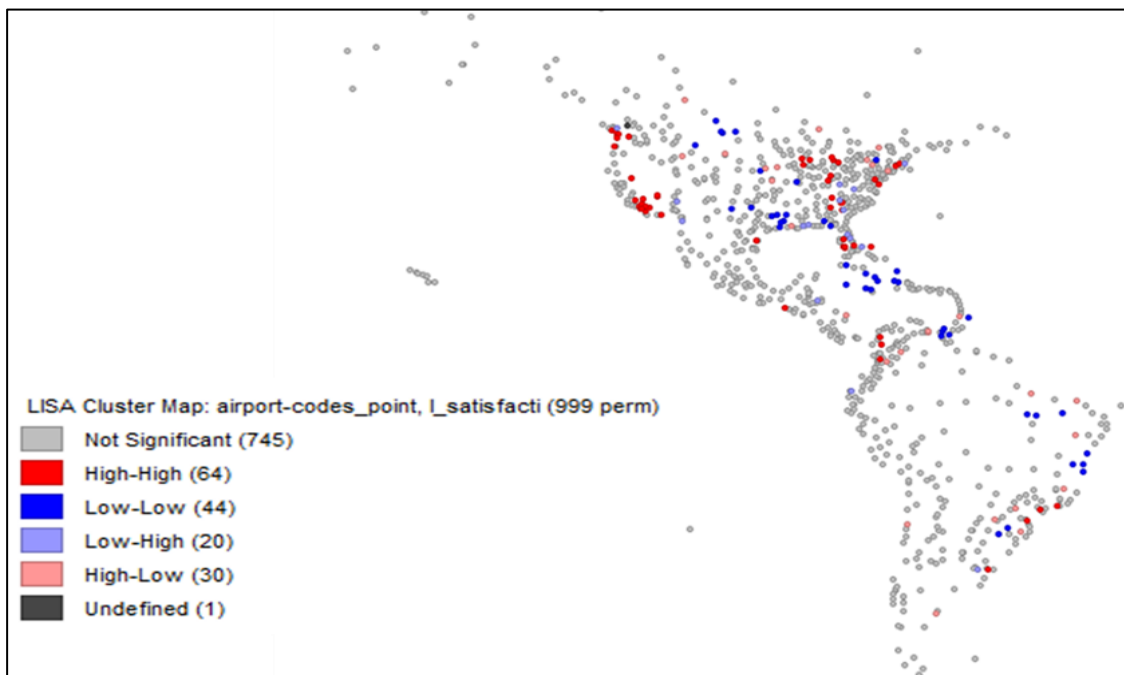 LISA Cluster Map: airport-codes_point, I_satisfacti (999 perm)
Not Significant (745)
High-High (64)
Low-Low (44)
Low-High (20)
High-Low (30)
Undefined (1)